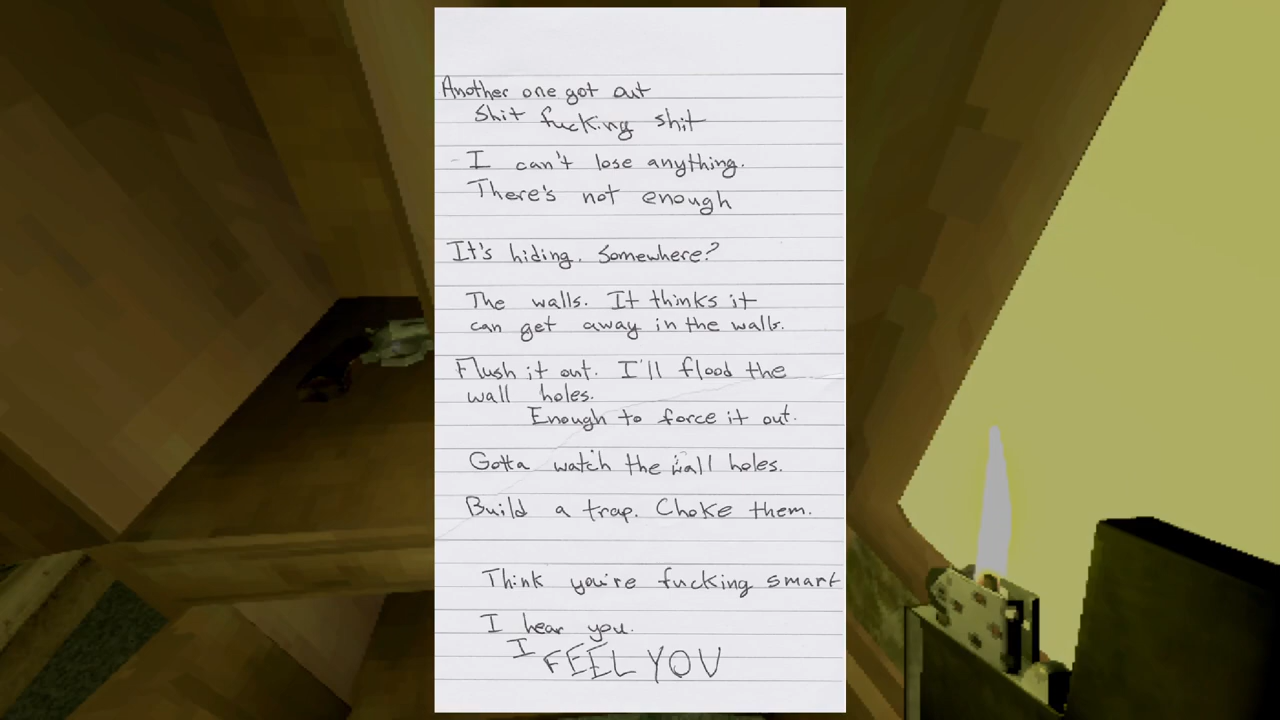 Another one got out
Shit fucking shit
I can't lose anything.
There's not enough
It's hiding. Somewhere?
The walls. It thinks it
can get away in the walls.
Flush it out. I'll flood the
wall holes.
Enough to force it out.
Gotta watch the wall holes.
Build a trap. Choke them.
Think you're fucking smart
I hear you.
I FEEL YOU